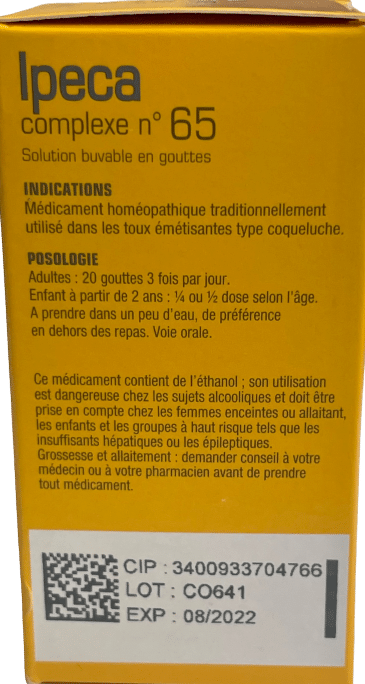 Ipeca
complexe n° 65
Solution buvable en gouttes
INDICATIONS
Médicament homéopathique traditionnellement
utilisé dans les toux émétisantes type coqueluche.
POSOLOGIE
Adultes : 20 gouttes 3 fois par jour.
Enfant à partir de 2 ans : ¼ ou ½ dose selon l'âge.
A prendre dans un peu d'eau, de préférence
en dehors des repas. Voie orale.
Ce médicament contient de l'éthanol ; son utilisation
est dangereuse chez les sujets alcooliques et doit être
prise en compte chez les femmes enceintes ou allaitant,
les enfants et les groupes à haut risque tels que les
insuffisants hépatiques ou les épileptiques.
Grossesse et allaitement : demander conseil à votre
médecin ou à votre pharmacien avant de prendre
tout médicament.
CIP : 3400933704766
LOT : CO641
EXP : 08/2022